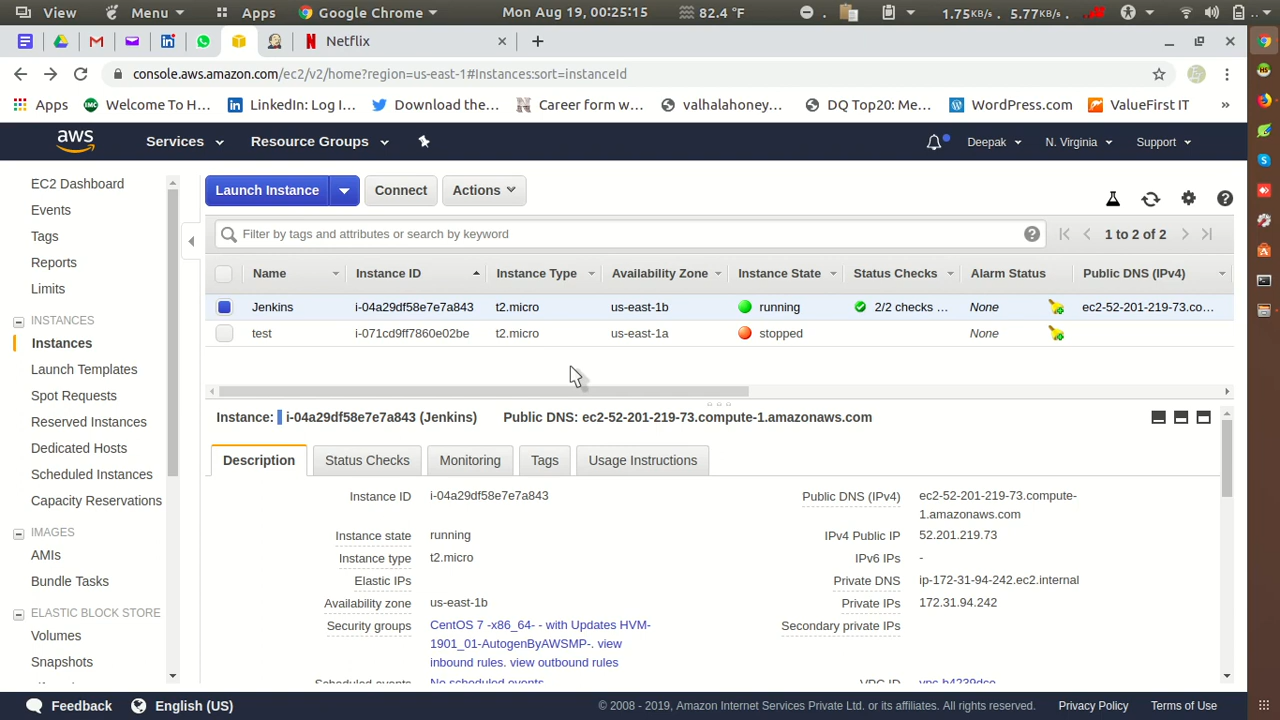 View Menu Apps Google Chrome Mon Aug 19, 00:25:15 82.4 °F 1.75KB/s 5.77KB/s
Netflix
console.aws.amazon.com/ec2/v2/home?region=us-east-1#Instances:sort=instanceId
Apps Welcome To H… LinkedIn: Log I… Download the… Career form w… valhalahoney… DQ Top20: Me… WordPress.com ValueFirst IT »
aws Services Resource Groups Deepak N. Virginia Support
EC2 Dashboard
Events
Tags
Reports
Limits
INSTANCES
Instances
Launch Templates
Spot Requests
Reserved Instances
Dedicated Hosts
Scheduled Instances
Capacity Reservations
IMAGES
AMIs
Bundle Tasks
ELASTIC BLOCK STORE
Volumes
Snapshots
Launch Instance Connect Actions
Filter by tags and attributes or search by keyword 1 to 2 of 2
Name Instance ID Instance Type Availability Zone Instance State Status Checks Alarm Status Public DNS (IPv4)
Jenkins i-04a29df58e7e7a843 t2.micro us-east-1b running 2/2 checks … None ec2-52-201-219-73.co…
test i-071cd9ff7860e02be t2.micro us-east-1a stopped None
Instance: i-04a29df58e7e7a843 (Jenkins) Public DNS: ec2-52-201-219-73.compute-1.amazonaws.com
Description Status Checks Monitoring Tags Usage Instructions
Instance ID i-04a29df58e7e7a843
Instance state running
Instance type t2.micro
Elastic IPs
Availability zone us-east-1b
Security groups CentOS 7 -x86_64- - with Updates HVM-
1901_01-AutogenByAWSMP-. view
inbound rules. view outbound rules
Scheduled events No scheduled events
Public DNS (IPv4) ec2-52-201-219-73.compute-
1.amazonaws.com
IPv4 Public IP 52.201.219.73
IPv6 IPs -
Private DNS ip-172-31-94-242.ec2.internal
Private IPs 172.31.94.242
Secondary private IPs
VPC ID vpc-b4239dce
Feedback English (US) © 2008 - 2019, Amazon Internet Services Private Ltd. or its affiliates. All rights reserved. Privacy Policy Terms of Use